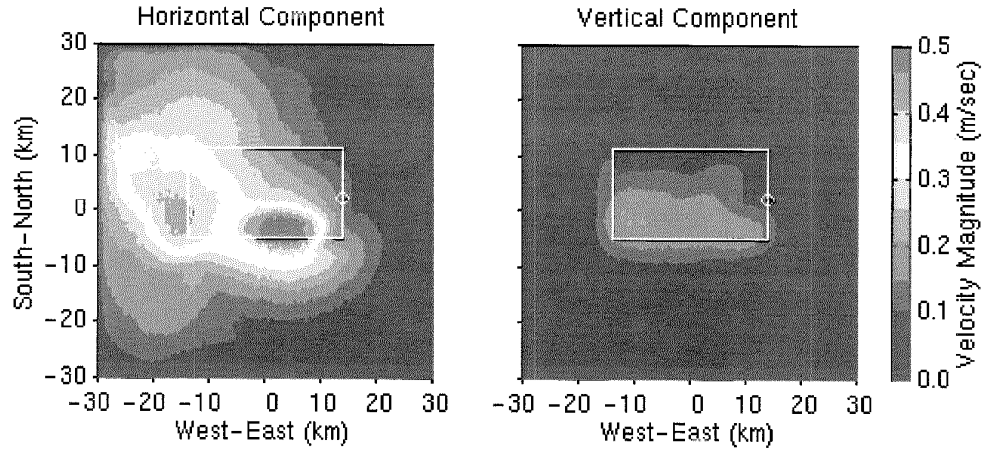 Horizontal Component
Vertical Component
30
20
10
0
-10
-20
-30
South-North (km)
-30 -20 -10 0 10 20 30
West-East (km)
-30 -20 -10 0 10 20 30
West-East (km)
0.5
0.4
0.3
0.2
0.1
0.0
Velocity Magnitude (m/sec)